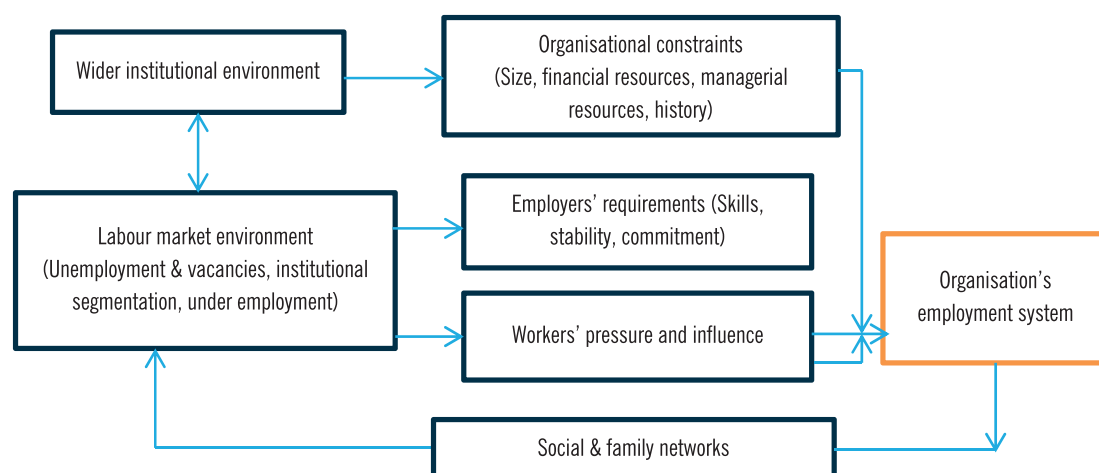 Wider institutional environment
Organisational constraints
(Size, financial resources, managerial
resources, history)
Labour market environment
(Unemployment & vacancies, institutional
segmentation, under employment)
Employers’ requirements (Skills,
stability, commitment)
Workers’ pressure and influence
Organisation’s
employment system
Social & family networks